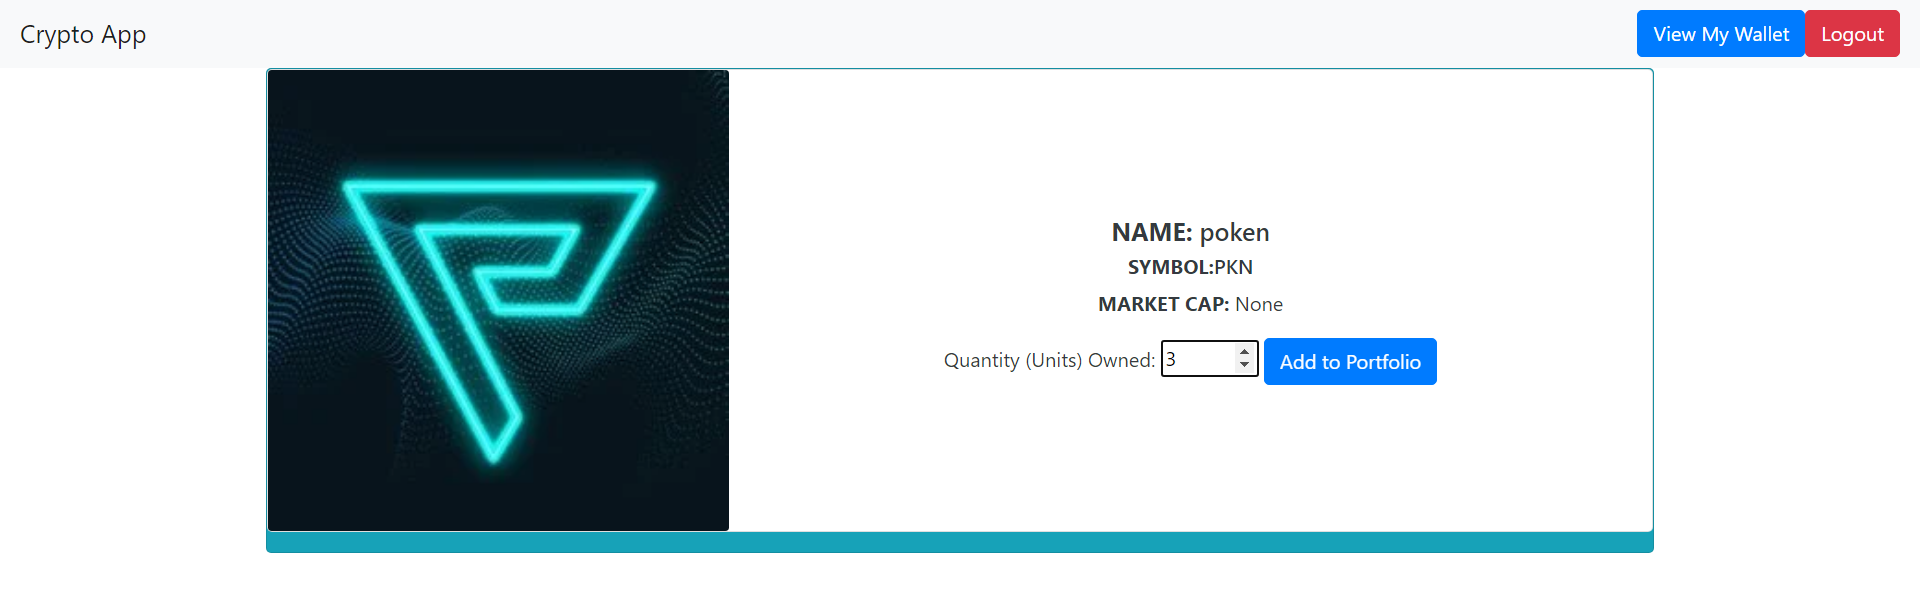 Crypto App
View My Wallet
Logout
NAME: poken
SYMBOL:PKN
MARKET CAP: None
Quantity (Units) Owned: 3 Add to Portfolio